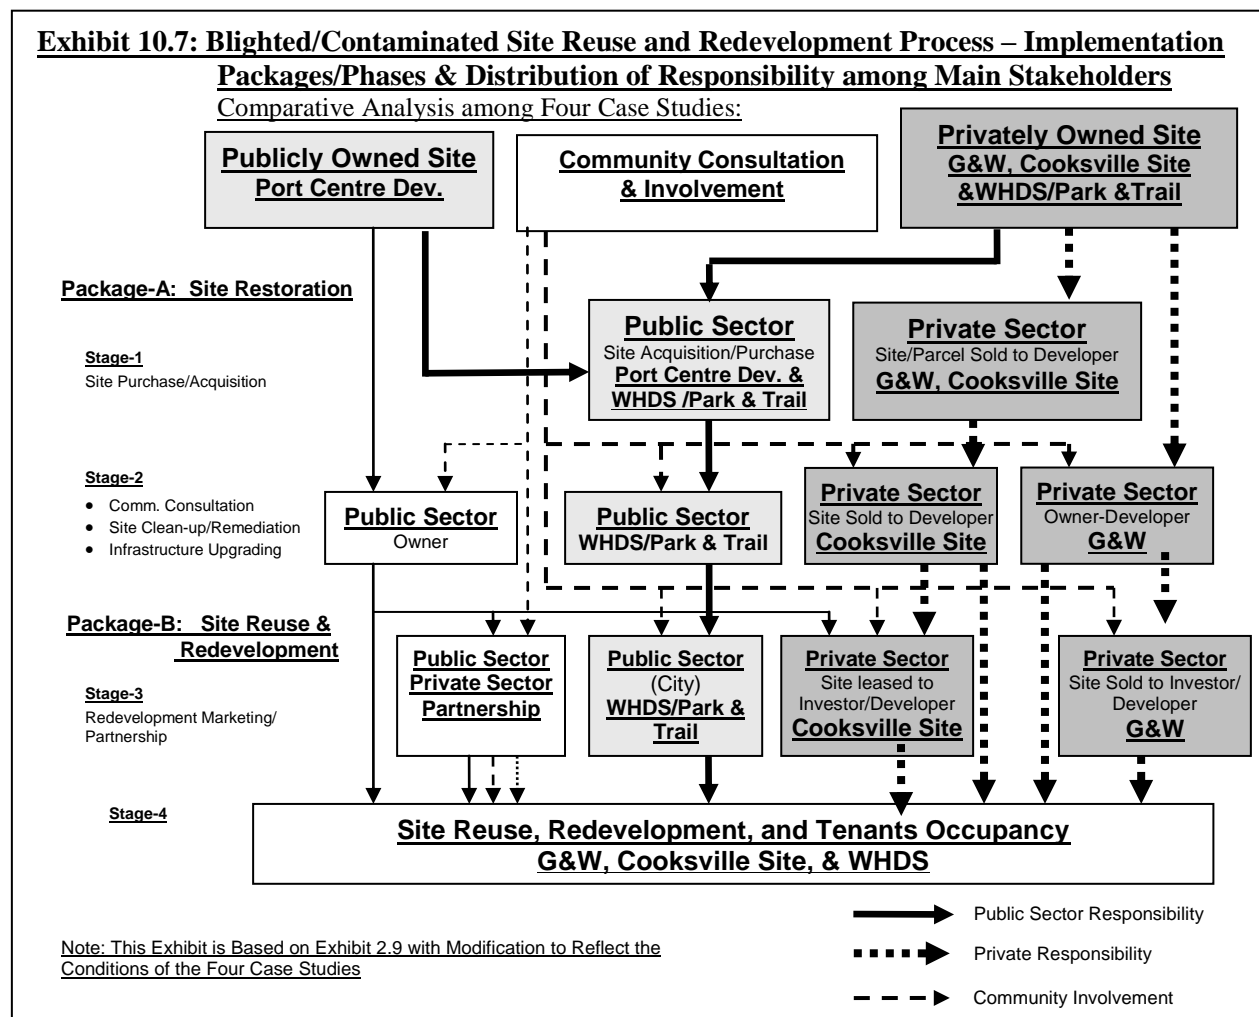 Exhibit 10.7: Blighted/Contaminated Site Reuse and Redevelopment Process – Implementation
Packages/Phases & Distribution of Responsibility among Main Stakeholders
Comparative Analysis among Four Case Studies:
Publicly Owned Site
Port Centre Dev.
Community Consultation
& Involvement
Privately Owned Site
G&W, Cooksville Site
&WHDS/Park &Trail
Package-A: Site Restoration
Stage-1
Site Purchase/Acquisition
Public Sector
Site Acquisition/Purchase
Port Centre Dev. &
WHDS /Park & Trail
Private Sector
Site/Parcel Sold to Developer
G&W, Cooksville Site
Stage-2
• Comm. Consultation
• Site Clean-up/Remediation
• Infrastructure Upgrading
Public Sector
Owner
Public Sector
WHDS/Park & Trail
Private Sector
Site Sold to Developer
Cooksville Site
Private Sector
Owner-Developer
G&W
Package-B: Site Reuse &
Redevelopment
Stage-3
Redevelopment Marketing/
Partnership
Public Sector
Private Sector
Partnership
Public Sector
(City)
WHDS/Park &
Trail
Private Sector
Site leased to
Investor/Developer
Cooksville Site
Private Sector
Site Sold to Investor/
Developer
G&W
Stage-4
Site Reuse, Redevelopment, and Tenants Occupancy
G&W, Cooksville Site, & WHDS
Public Sector Responsibility
Private Responsibility
Community Involvement
Note: This Exhibit is Based on Exhibit 2.9 with Modification to Reflect the
Conditions of the Four Case Studies